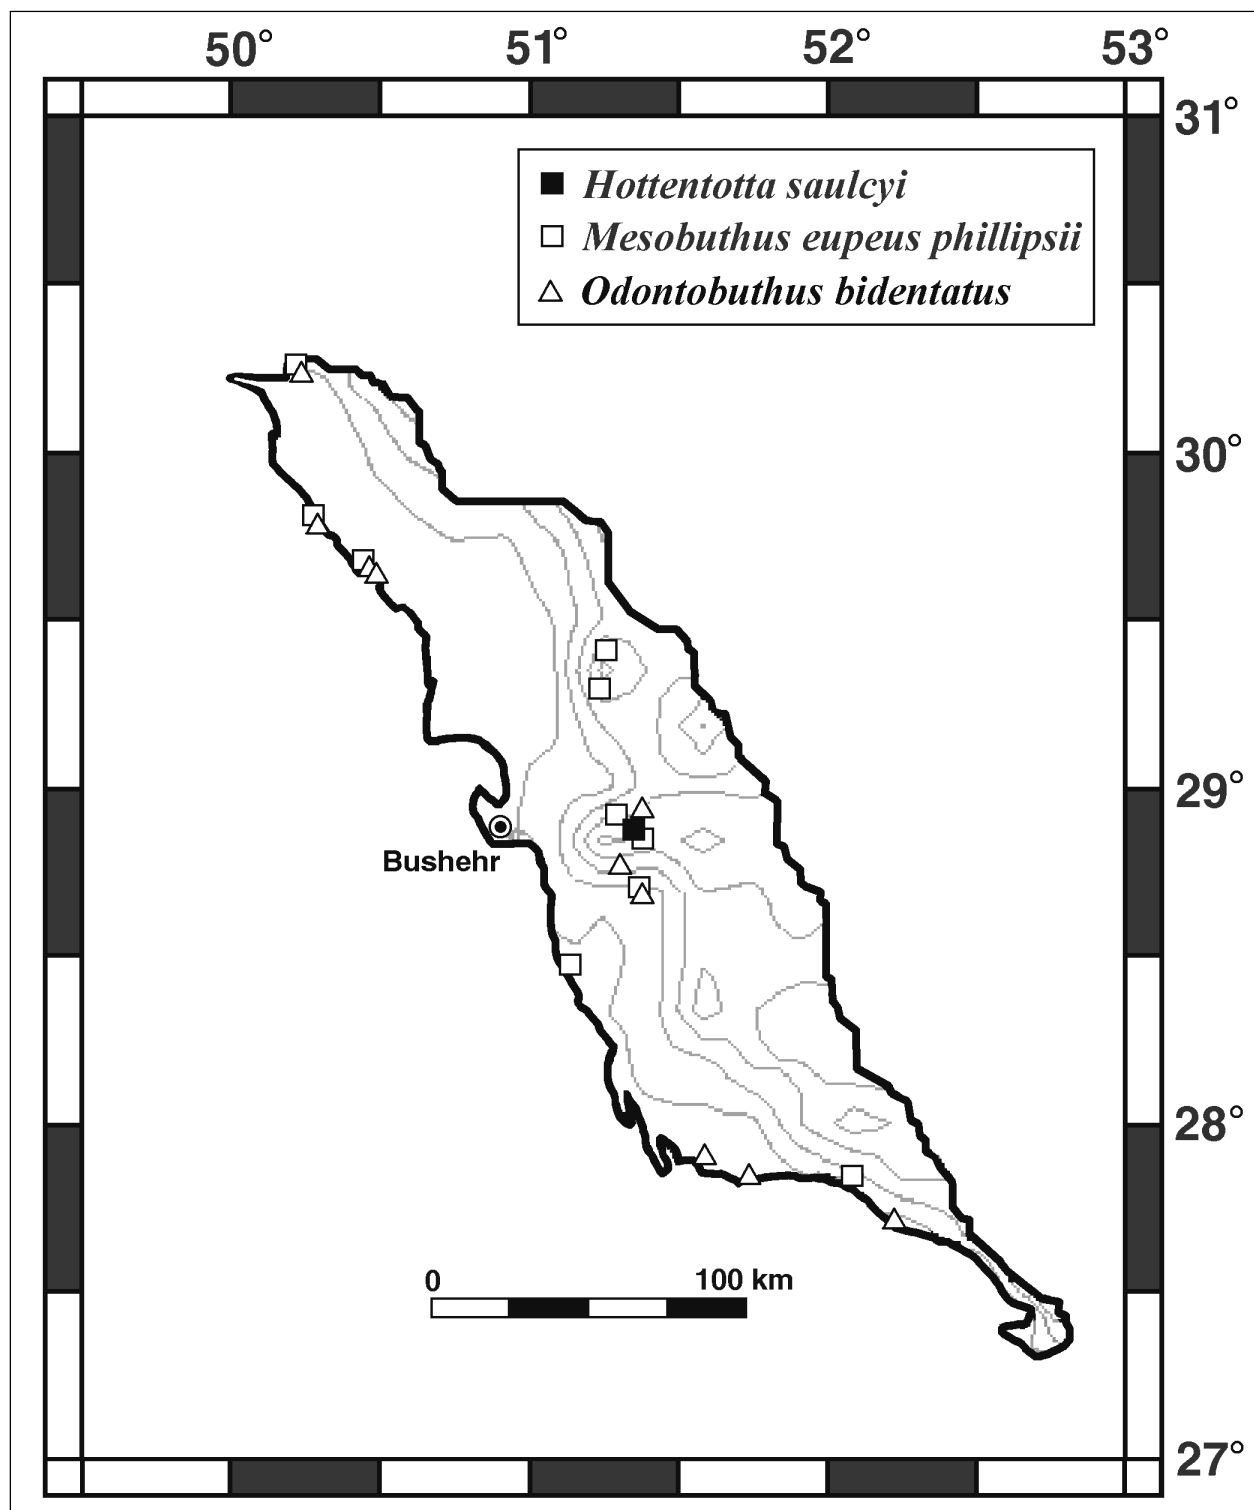 50° 51° 52° 53°
31°
Hottentotta saulcyi
Mesobuthus eupeus phillipsii
Odontobuthus bidentatus
30°
29°
Bushehr
28°
0 100 km
27°